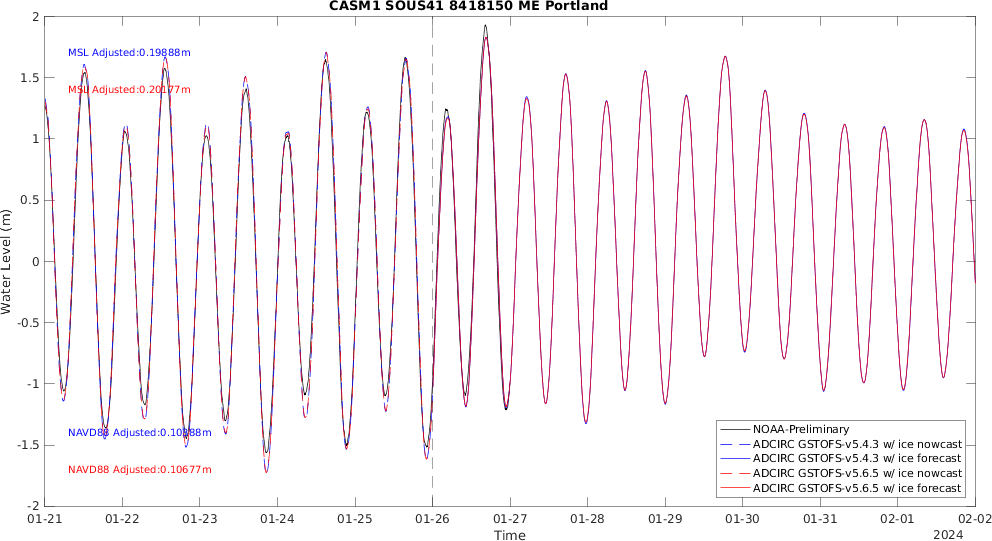 CASM1 SOUS41 8418150 ME Portland
2
1.5
1
0.5
0
-0.5
-1
-1.5
-2
Water Level (m)
MSL Adjusted:0.19888m
MSL Adjusted:0.20177m
NAVD88 Adjusted:0.10388m
NAVD88 Adjusted:0.10677m
NOAA-Preliminary
ADCIRC GSTOFS-v5.4.3 w/ ice nowcast
ADCIRC GSTOFS-v5.4.3 w/ ice forecast
ADCIRC GSTOFS-v5.6.5 w/ ice nowcast
ADCIRC GSTOFS-v5.6.5 w/ ice forecast
01-21 01-22 01-23 01-24 01-25 01-26 01-27 01-28 01-29 01-30 01-31 02-01 02-02
Time
2024